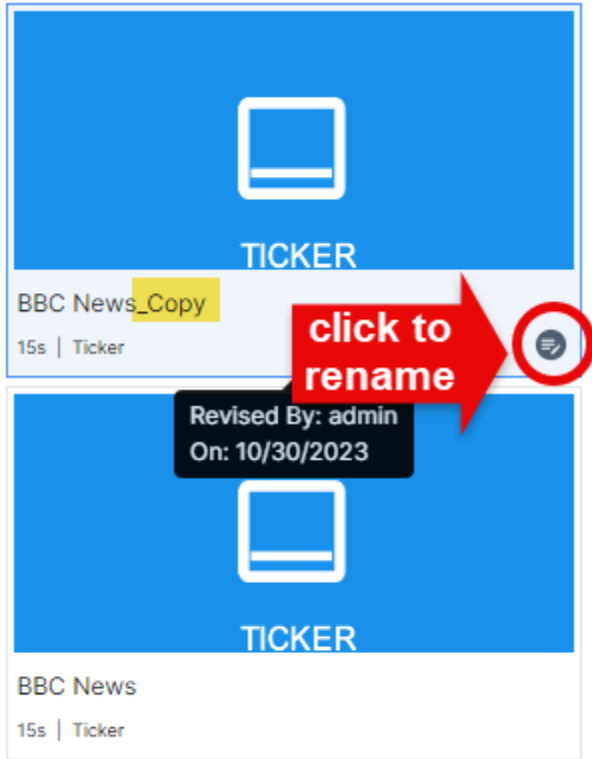 TICKER
BBC News_Copy
15s | Ticker
click to
rename
Revised By: admin
On: 10/30/2023
TICKER
BBC News
15s | Ticker